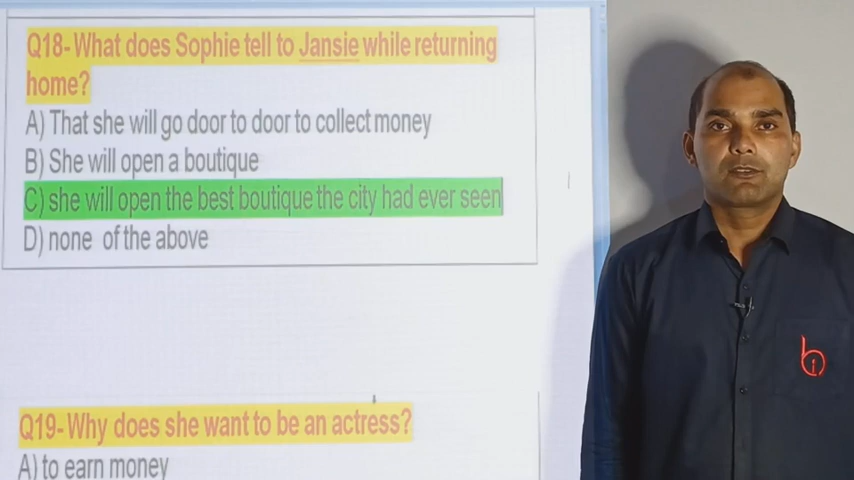 Q18- What does Sophie tell to Jansie while returning
home?
A) That she will go door to door to collect money
B) She will open a boutique
C) she will open the best boutique the city had ever seen
D) none of the above
Q19- Why does she want to be an actress?
A) to earn money